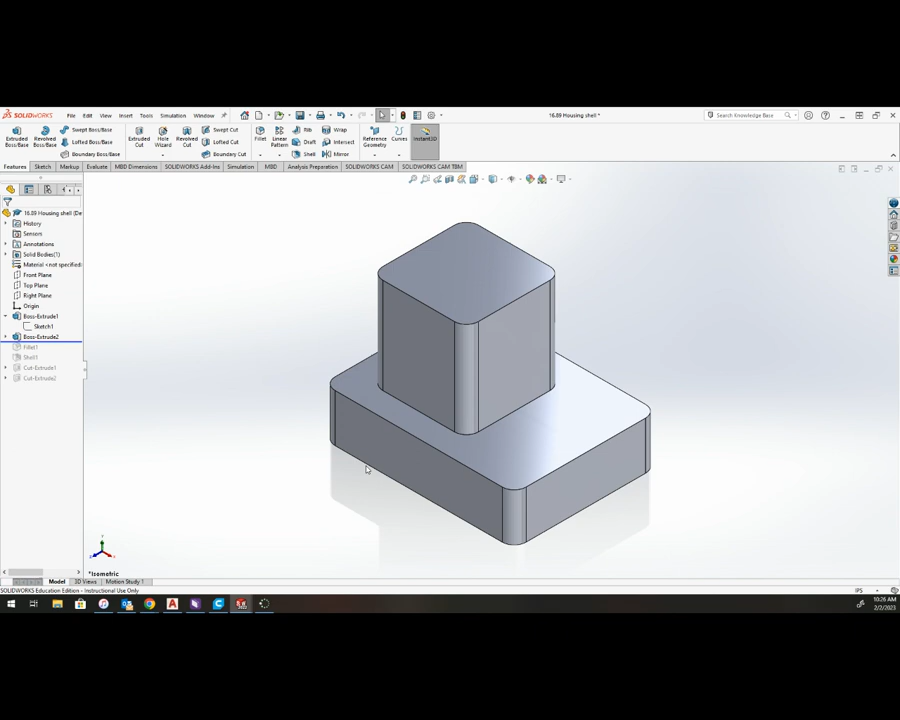 SOLIDWORKS File Edit View Insert Tools Simulation Window 16.89 Housing shell * Search Knowledge Base
Extruded Boss/Base Revolved Boss/Base Swept Boss/Base Lofted Boss/Base Boundary Boss/Base Extruded Cut Hole Wizard Revolved Cut Swept Cut Lofted Cut Boundary Cut Fillet Linear Pattern Rib Draft Shell Wrap Intersect Mirror Reference Geometry Curves Instant3D
Features Sketch Markup Evaluate MBD Dimensions SOLIDWORKS Add-Ins Simulation MBD Analysis Preparation SOLIDWORKS CAM SOLIDWORKS CAM TBM
16.89 Housing shell (De
History
Sensors
Annotations
Solid Bodies(1)
Material <not specified
Front Plane
Top Plane
Right Plane
Origin
Boss-Extrude1
Sketch1
Boss-Extrude2
Fillet1
Shell1
Cut-Extrude1
Cut-Extrude2
*Isometric
Model 3D Views Motion Study 1
SOLIDWORKS Education Edition - Instructional Use Only IPS
10:26 AM
2/2/2023